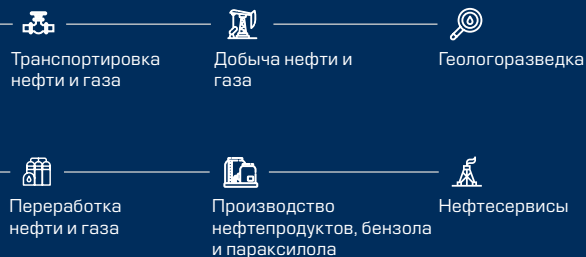 Транспортировка
нефти и газа
Добыча нефти и
газа
Геологоразведка
Переработка
нефти и газа
Производство
нефтепродуктов, бензола
и параксилола
Нефтесервисы